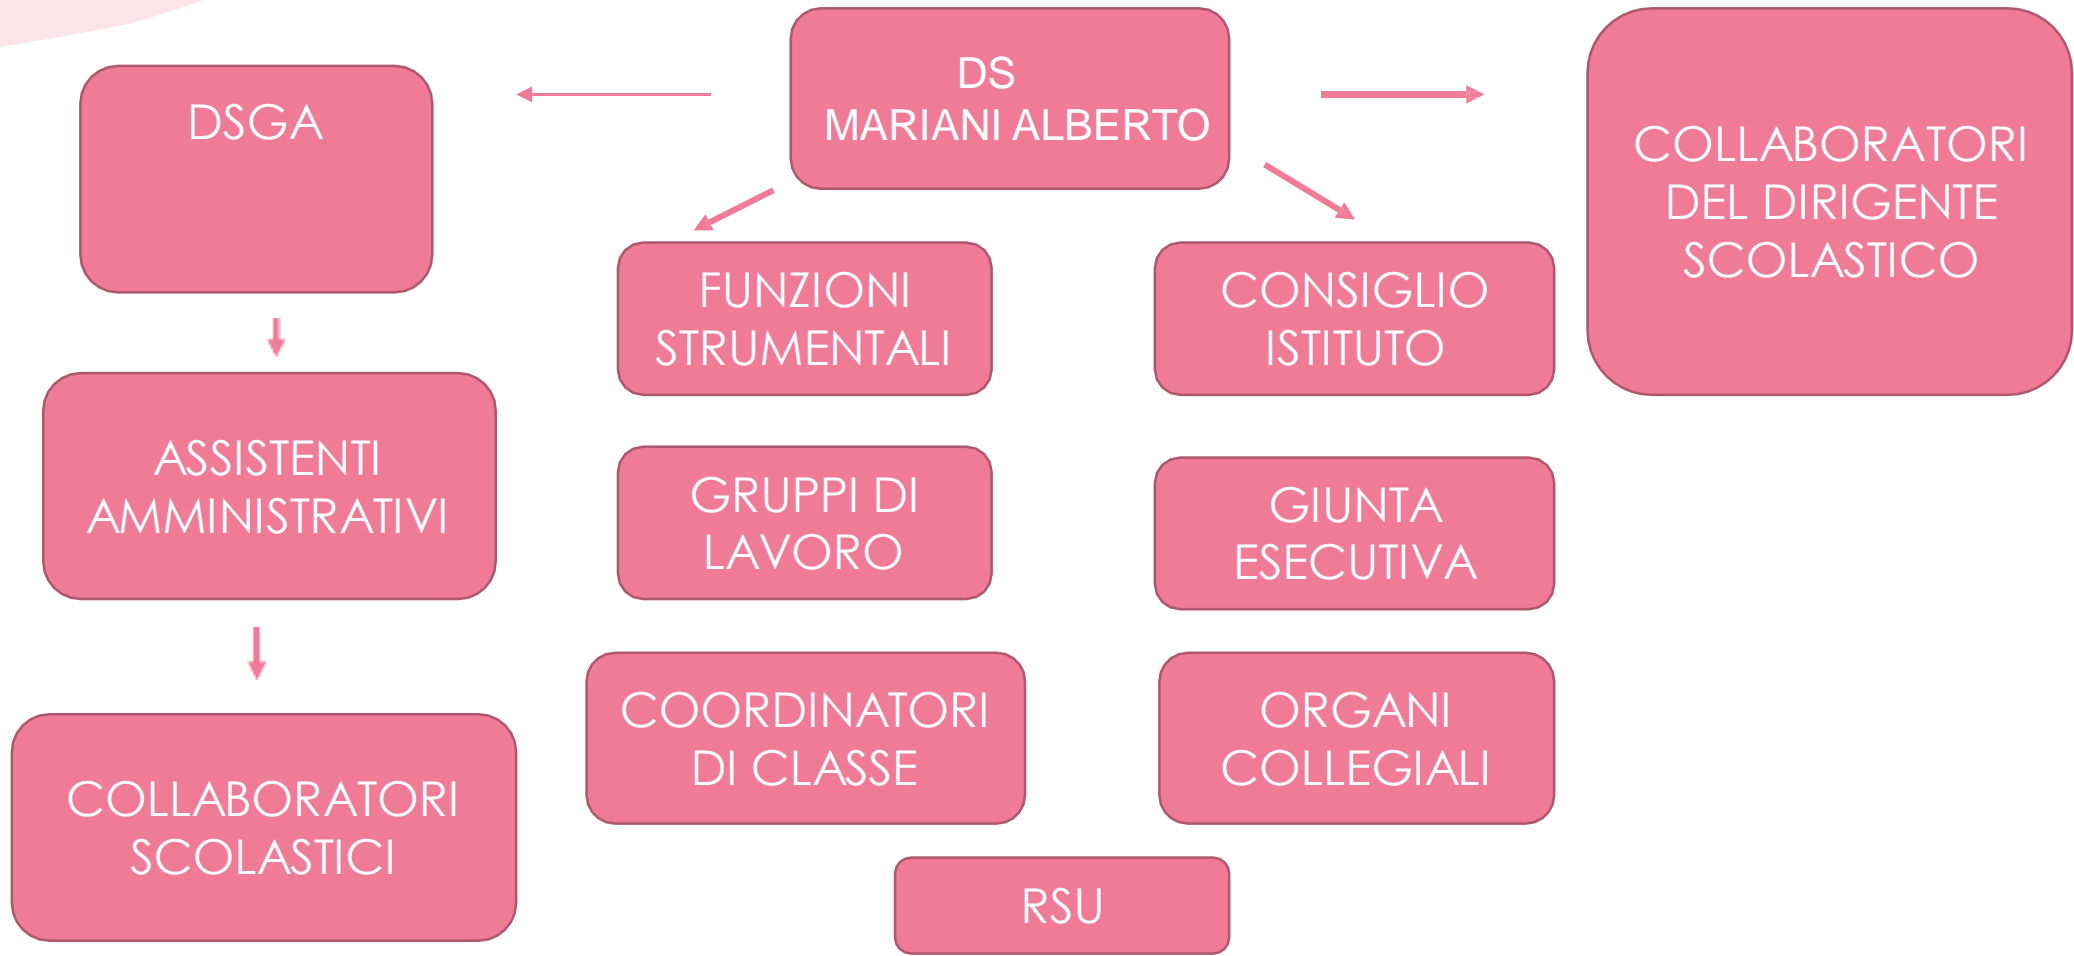 DS
MARIANI ALBERTO
DSGA
COLLABORATORI
DEL DIRIGENTE
SCOLASTICO
FUNZIONI
STRUMENTALI
CONSIGLIO
ISTITUTO
ASSISTENTI
AMMINISTRATIVI
GRUPPI DI
LAVORO
GIUNTA
ESECUTIVA
COORDINATORI
DI CLASSE
ORGANI
COLLEGIALI
COLLABORATORI
SCOLASTICI
RSU